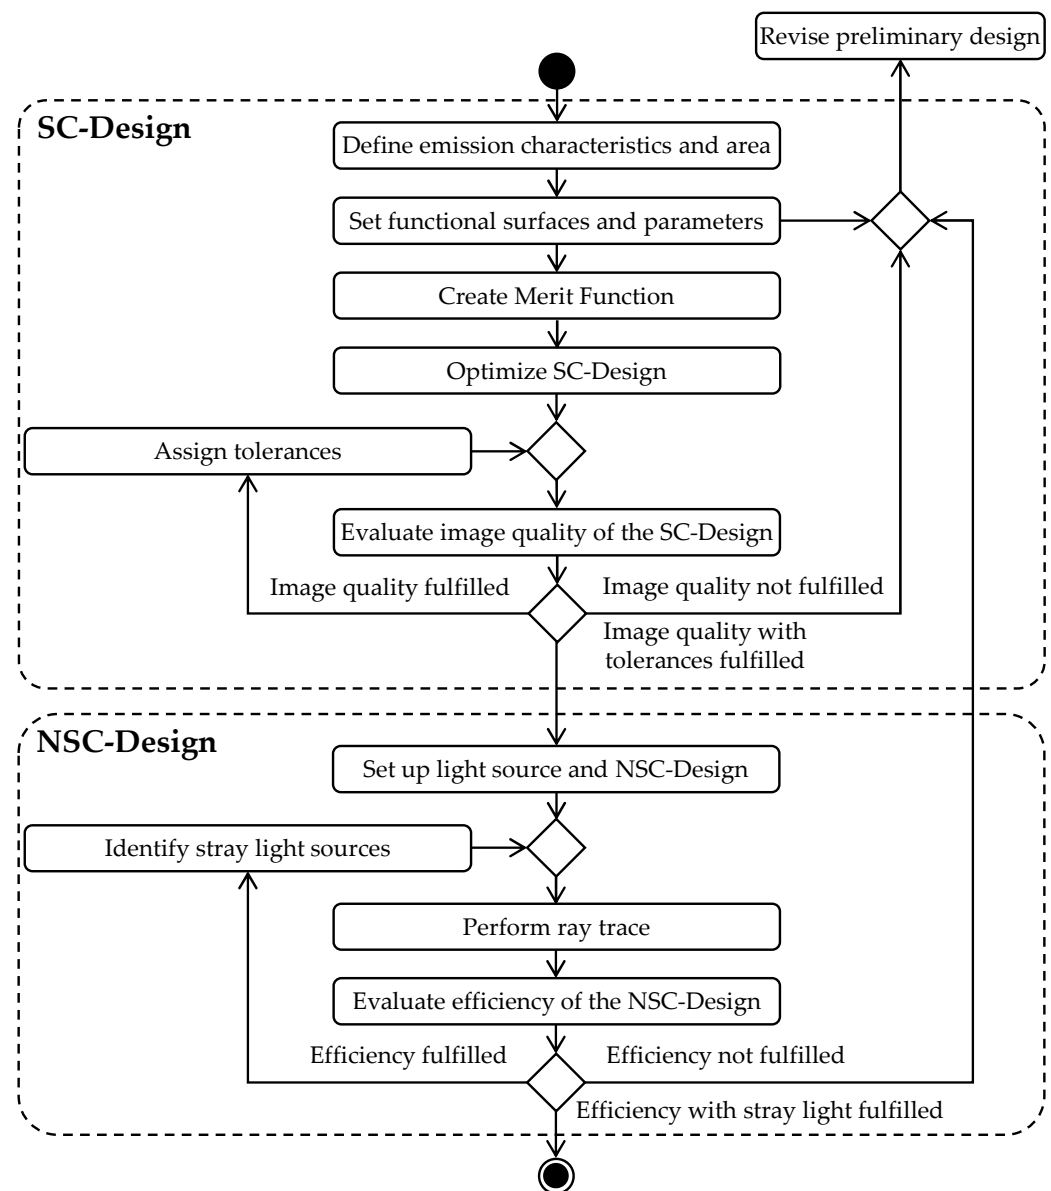 Revise preliminary design
SC-Design
Define emission characteristics and area
Set functional surfaces and parameters
Create Merit Function
Optimize SC-Design
Assign tolerances
Evaluate image quality of the SC-Design
Image quality fulfilled
Image quality not fulfilled
Image quality with
tolerances fulfilled
NSC-Design
Set up light source and NSC-Design
Identify stray light sources
Perform ray trace
Evaluate efficiency of the NSC-Design
Efficiency fulfilled
Efficiency not fulfilled
Efficiency with stray light fulfilled